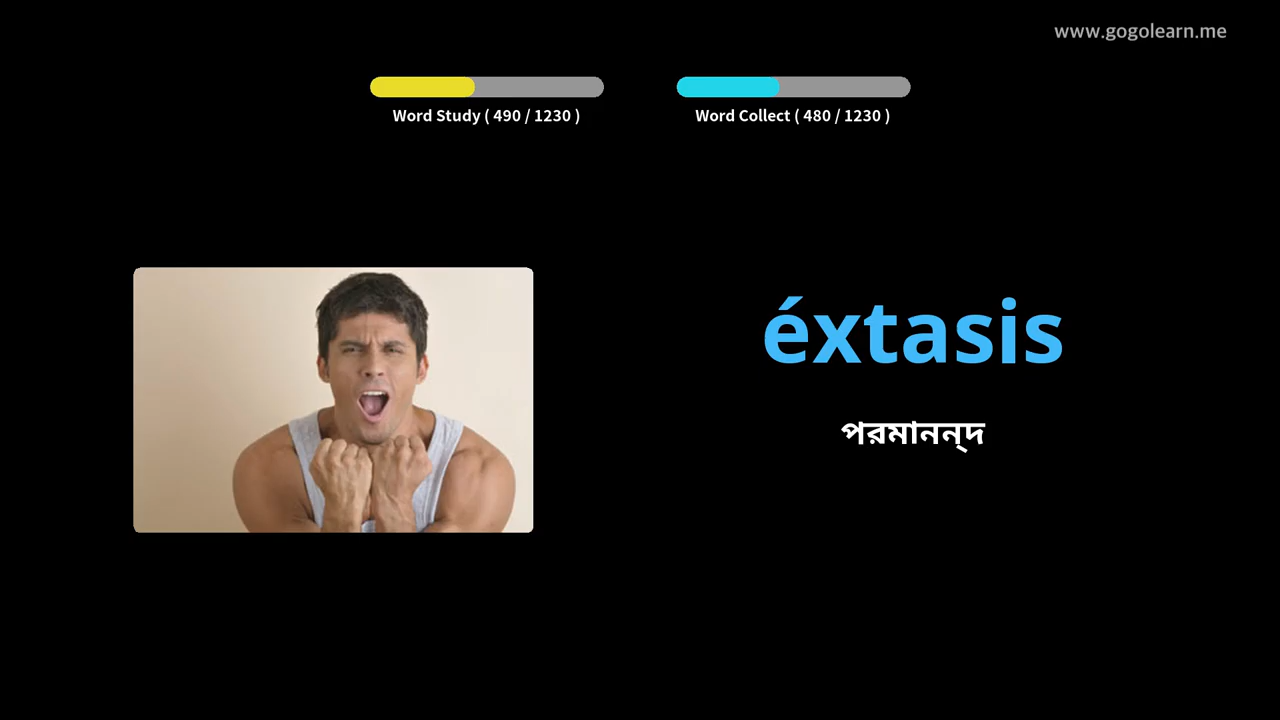 www.gogolearn.me
Word Study ( 490 / 1230 )
Word Collect ( 480 / 1230 )
éxtasis
পরমানন্দ